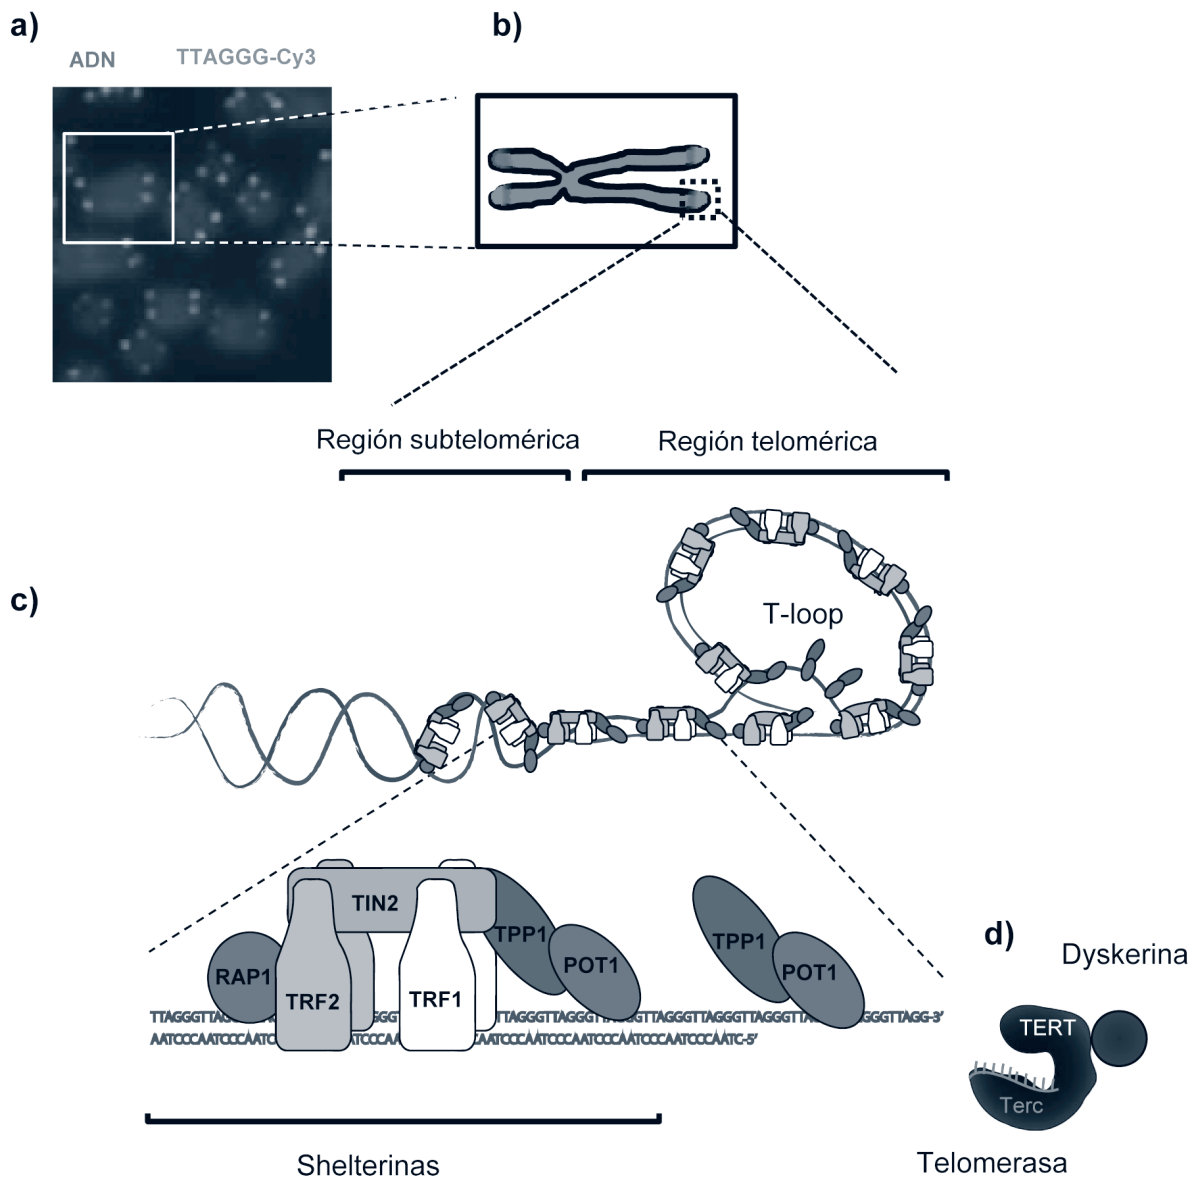 a)
b)
ADN
TTAGGG-Cy3
Región subtelomérica
Región telomérica
c)
T-loop
TIN2
TPP1
RAP1
POT1
TRF2
TRF1
TPP1
POT1
d)
Dyskerina
TERT
Terc
Telomerasa
Shelterinas